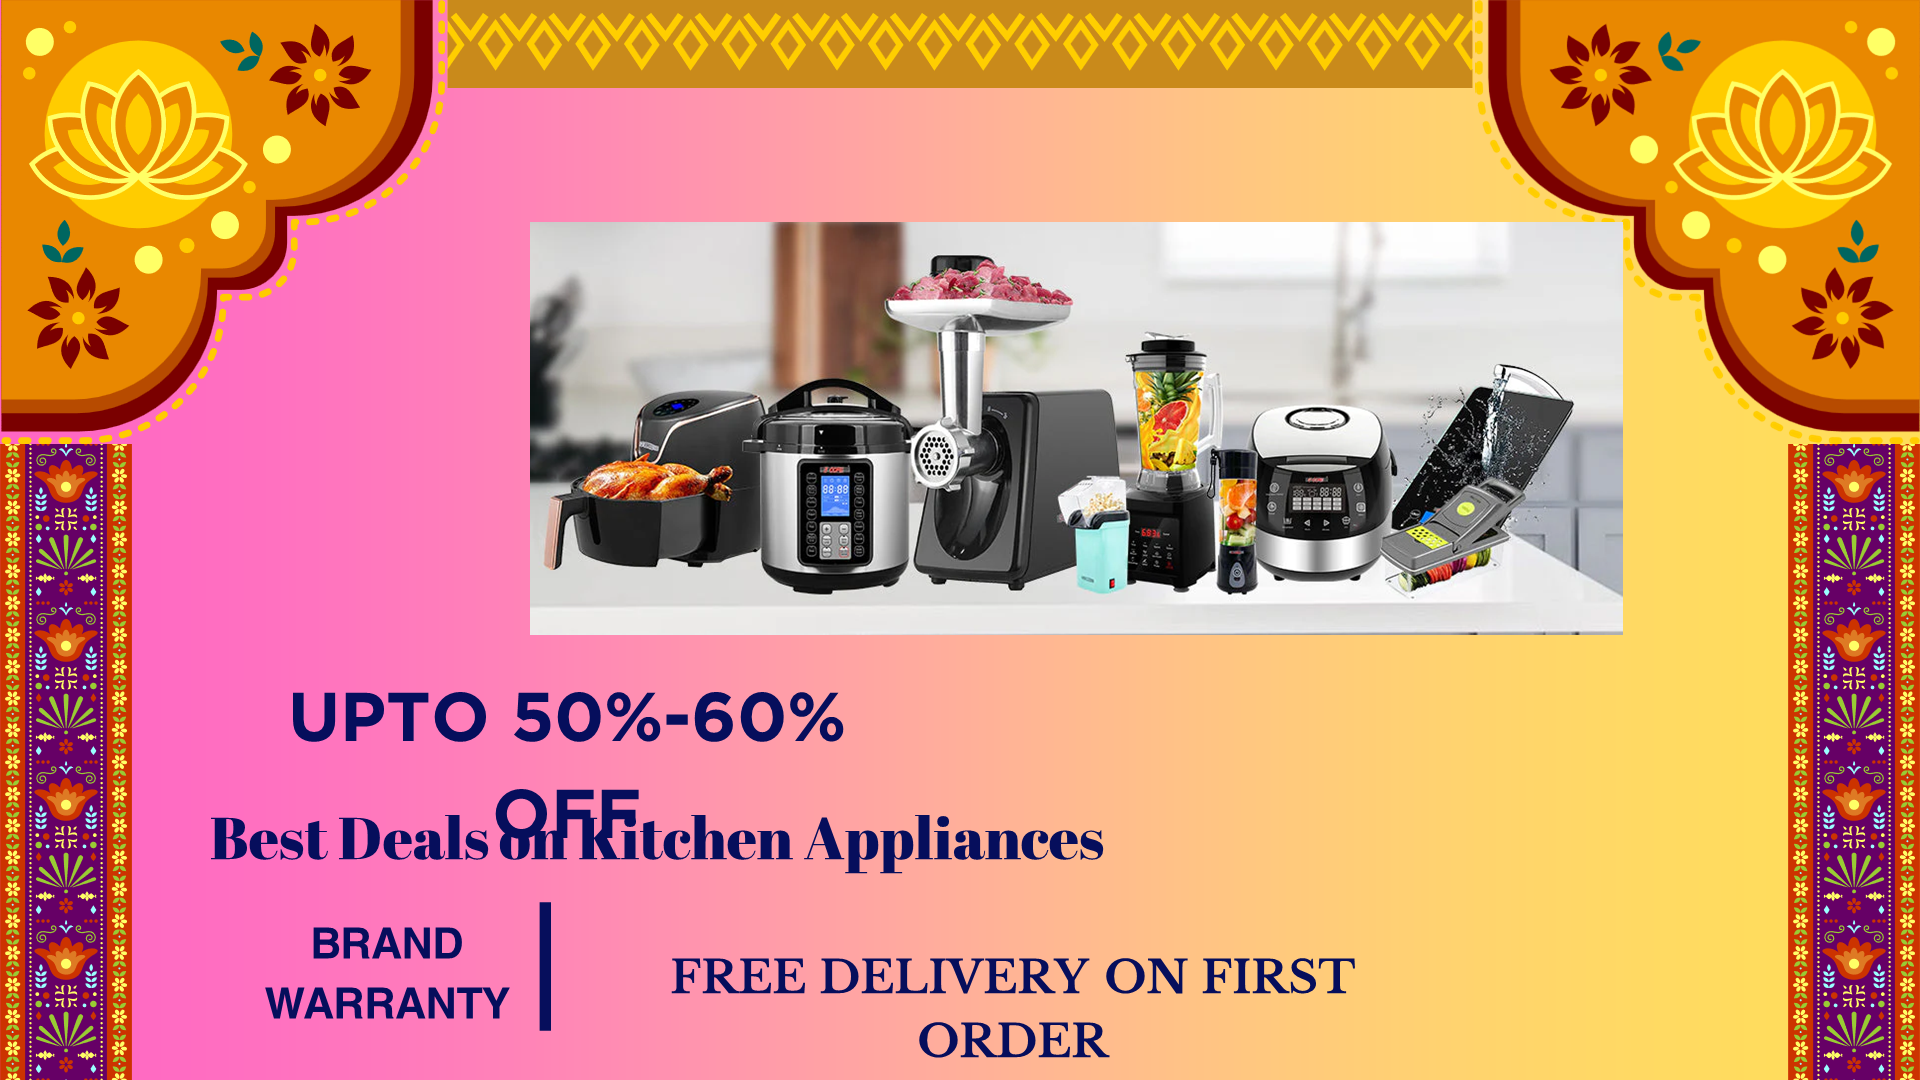 UPTO 50%-60%
OFF
Best Deals on Kitchen Appliances
BRAND
WARRANTY
FREE DELIVERY ON FIRST
ORDER